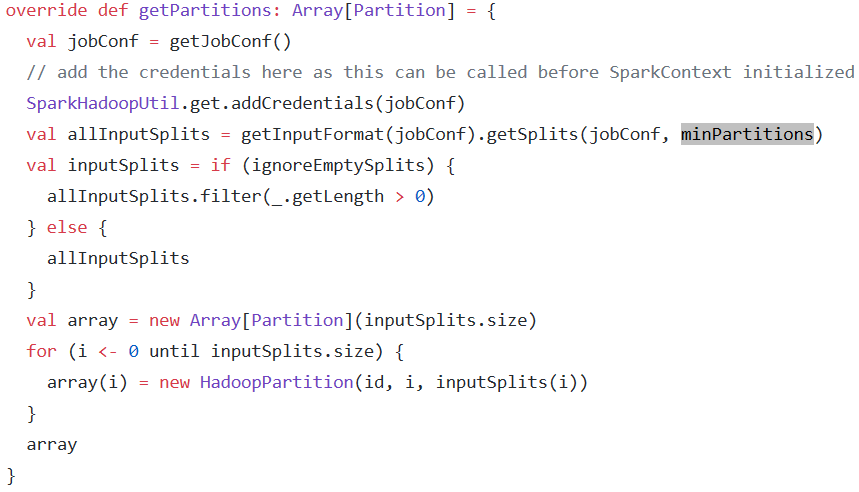 override def getPartitions: Array[Partition] = {
  val jobConf = getJobConf()
  // add the credentials here as this can be called before SparkContext initialized
  SparkHadoopUtil.get.addCredentials(jobConf)
  val allInputSplits = getInputFormat(jobConf).getSplits(jobConf, minPartitions)
  val inputSplits = if (ignoreEmptySplits) {
    allInputSplits.filter(_.getLength > 0)
  } else {
    allInputSplits
  }
  val array = new Array[Partition](inputSplits.size)
  for (i <- 0 until inputSplits.size) {
    array(i) = new HadoopPartition(id, i, inputSplits(i))
  }
  array
}